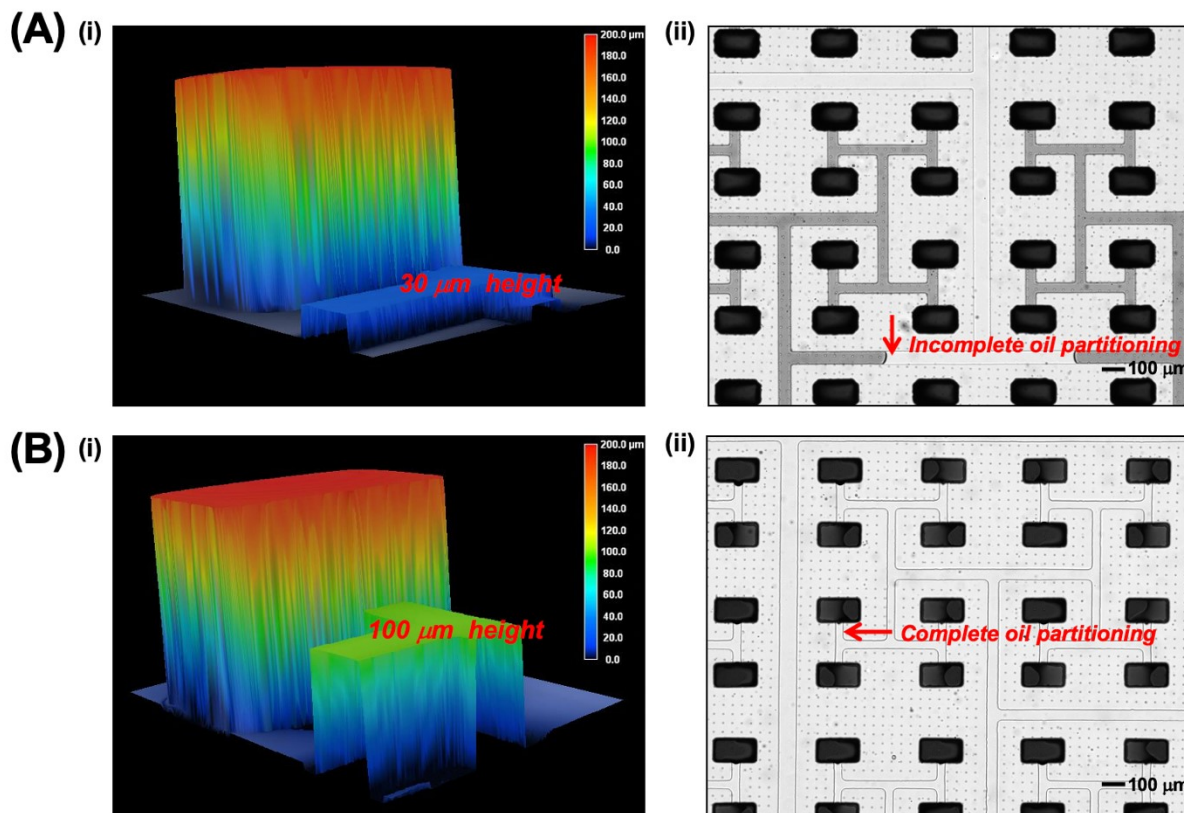 (A) (i)
200.0 µm
180.0
160.0
140.0
120.0
100.0
80.0
60.0
40.0
20.0
0.0
30 µm height
(ii)
Incomplete oil partitioning
100 µm
(B) (i)
200.0 µm
180.0
160.0
140.0
120.0
100.0
80.0
60.0
40.0
20.0
0.0
100 µm height
(ii)
Complete oil partitioning
100 µm